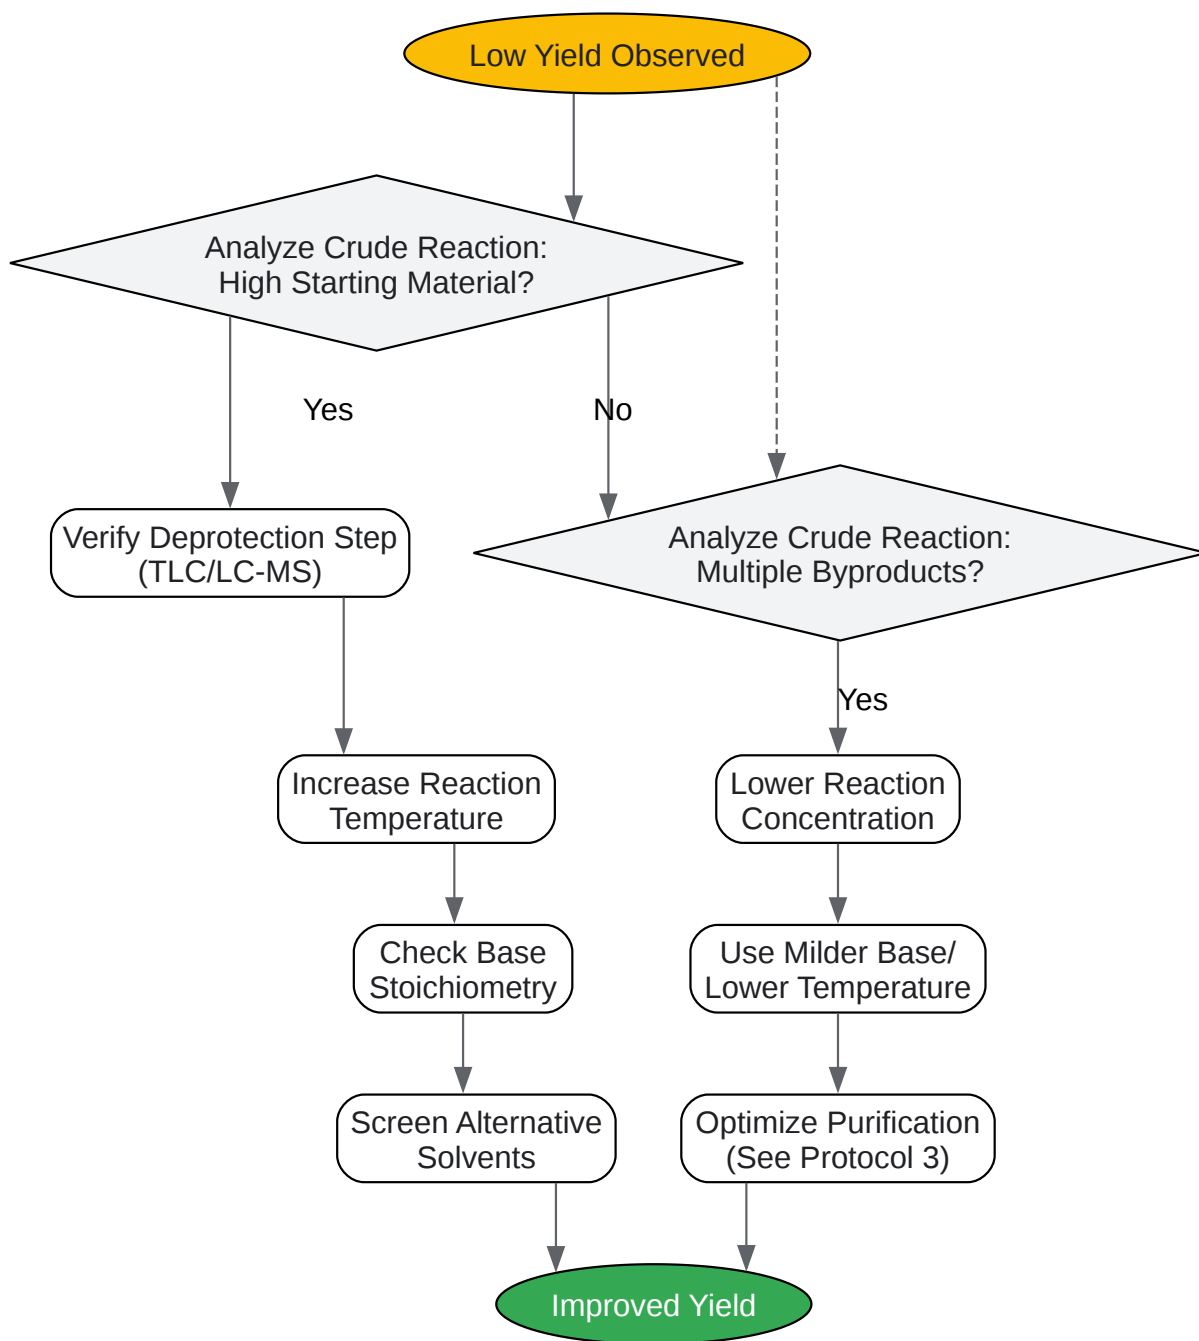 Low Yield Observed
Analyze Crude Reaction:
High Starting Material?
Yes
No
Verify Deprotection Step
(TLC/LC-MS)
Analyze Crude Reaction:
Multiple Byproducts?
Yes
Increase Reaction
Temperature
Lower Reaction
Concentration
Check Base
Stoichiometry
Use Milder Base/
Lower Temperature
Screen Alternative
Solvents
Optimize Purification
(See Protocol 3)
Improved Yield